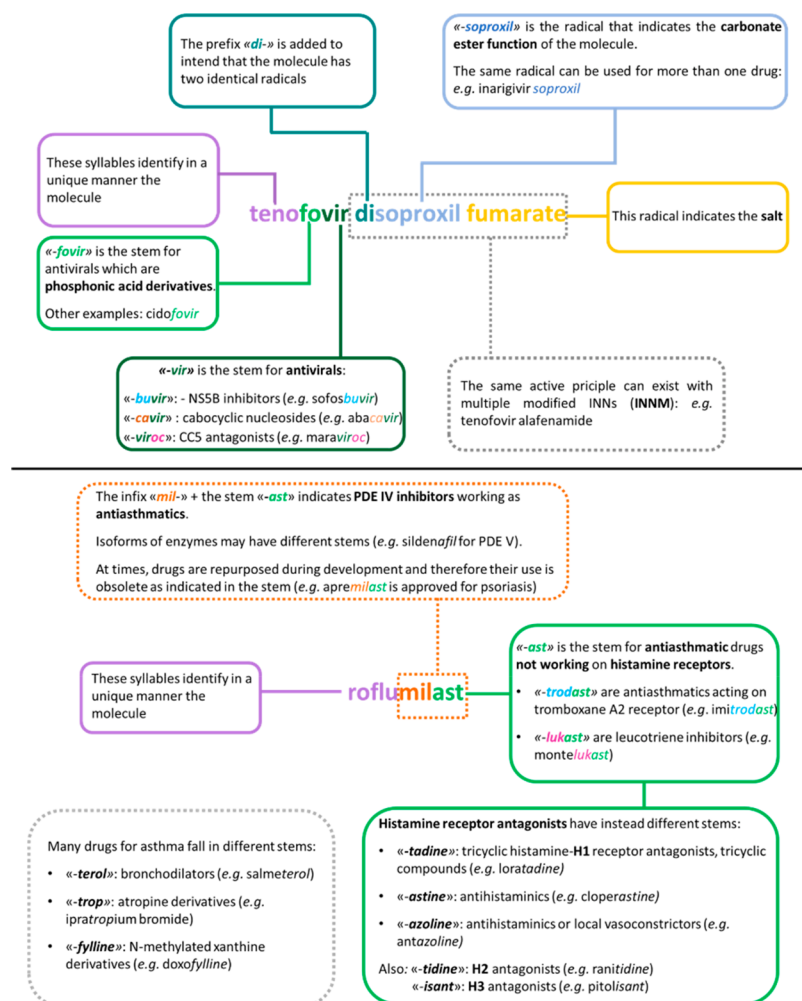 The prefix «di-» is added to
intend that the molecule has
two identical radicals
«-soproxil» is the radical that indicates the carbonate
ester function of the molecule.
The same radical can be used for more than one drug:
e.g. inarigivir soproxil
These syllables identify in a
unique manner the
molecule
tenofovir disoproxil fumarate
This radical indicates the salt
«-fovir» is the stem for
antivirals which are
phosphonic acid derivatives.
Other examples: cidofovir
«-vir» is the stem for antivirals:
«-buvir»: - NS5B inhibitors (e.g. sofosbuvir)
«-cavir» : cabocyclic nucleosides (e.g. abacavir)
«-viroc»: CC5 antagonists (e.g. maraviroc)
The same active priciple can exist with
multiple modified INNs (INNM): e.g.
tenofovir alafenamide
The infix «mil-» + the stem «-ast» indicates PDE IV inhibitors working as
antiasthmatics.
Isoforms of enzymes may have different stems (e.g. sildenafil for PDE V).
At times, drugs are repurposed during development and therefore their use is
obsolete as indicated in the stem (e.g. apremilast is approved for psoriasis)
These syllables identify in a
unique manner the
molecule
roflumilast
«-ast» is the stem for antiasthmatic drugs
not working on histamine receptors.
• «-trodast» are antiasthmatics acting on
tromboxane A2 receptor (e.g. imitrodast)
• «-lukast» are leucotriene inhibitors (e.g.
montelukast)
Many drugs for asthma fall in different stems:
• «-terol»: bronchodilators (e.g. salmeterol)
• «-trop»: atropine derivatives (e.g.
ipratropium bromide)
• «-fylline»: N-methylated xanthine
derivatives (e.g. doxofylline)
Histamine receptor antagonists have instead different stems:
• «-tadine»: tricyclic histamine-H1 receptor antagonists, tricyclic
compounds (e.g. loratadine)
• «-astine»: antihistaminics (e.g. cloperastine)
• «-azoline»: antihistaminics or local vasoconstrictors (e.g.
antazoline)
Also: «-tidine»: H2 antagonists (e.g. ranitidine)
«-isant»: H3 antagonists (e.g. pitolisant)